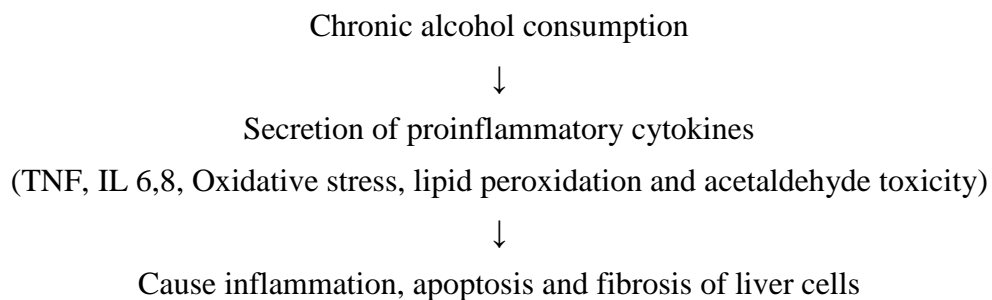 Chronic alcohol consumption
↓
Secretion of proinflammatory cytokines
(TNF, IL 6,8, Oxidative stress, lipid peroxidation and acetaldehyde toxicity)
↓
Cause inflammation, apoptosis and fibrosis of liver cells